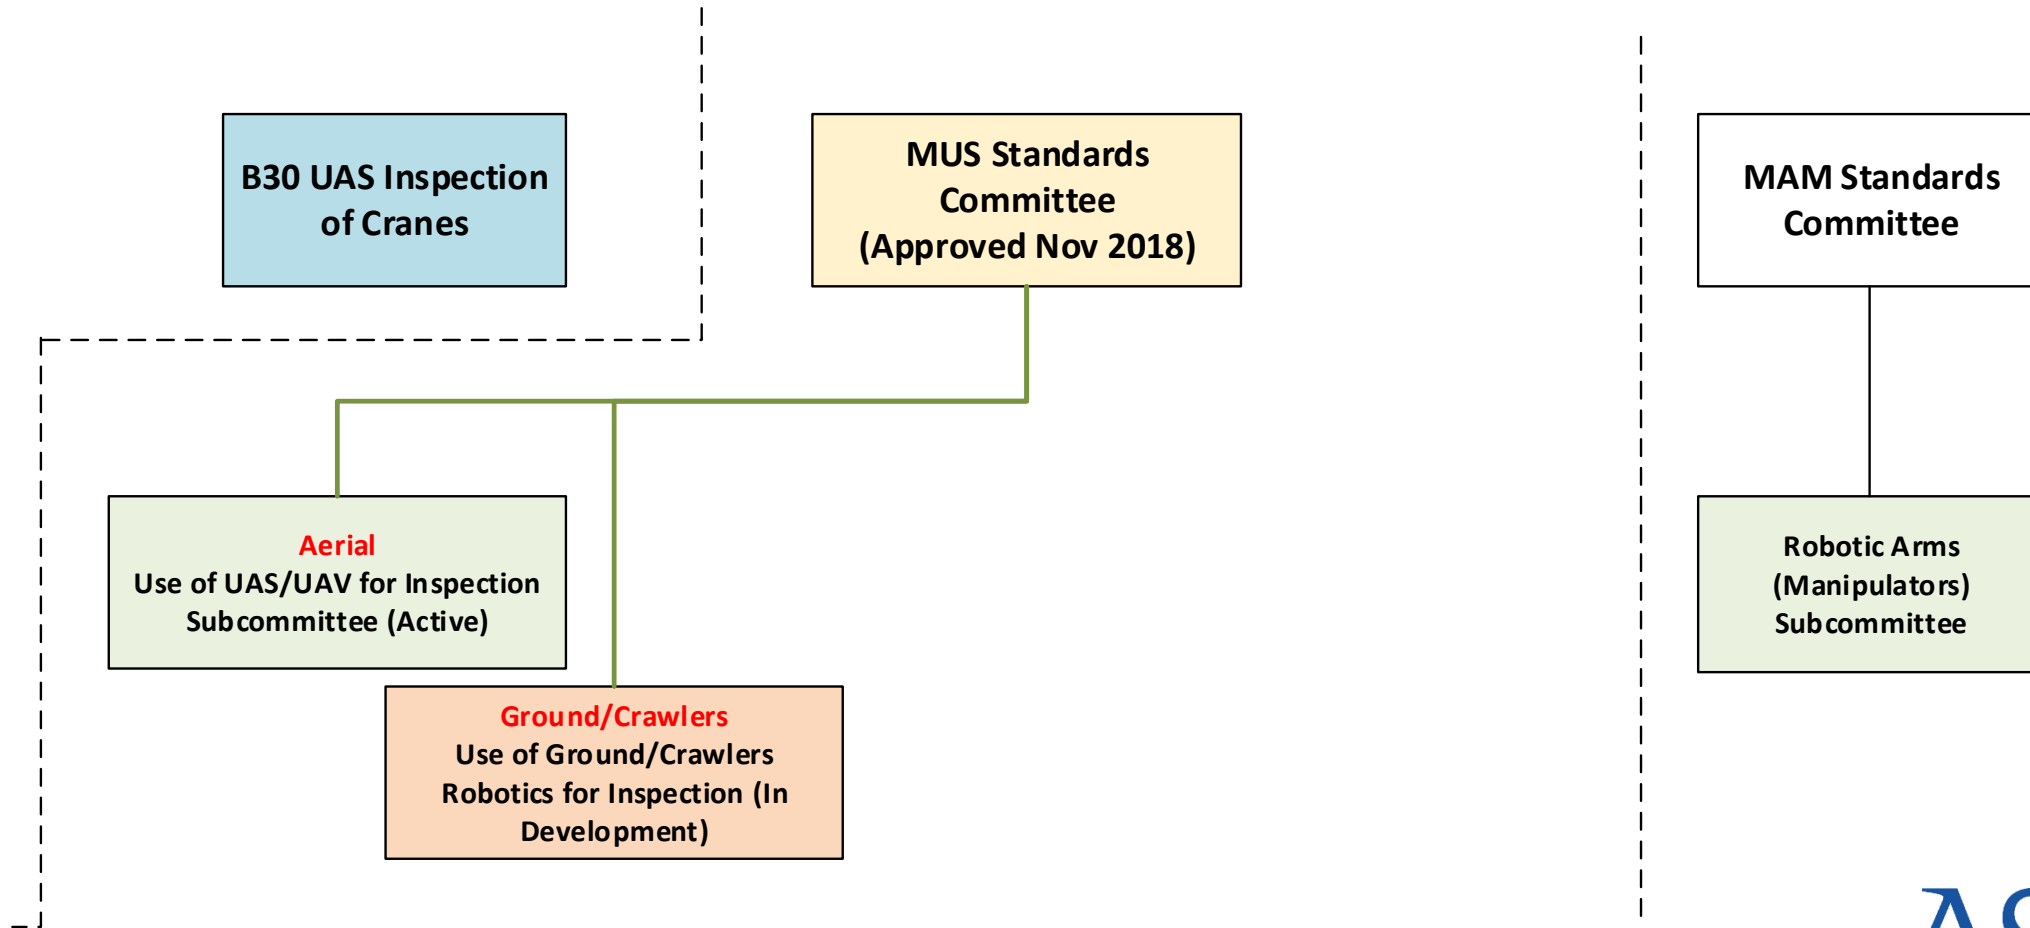 B30 UAS Inspection
of Cranes
MUS Standards
Committee
(Approved Nov 2018)
MAM Standards
Committee
Aerial
Use of UAS/UAV for Inspection
Subcommittee (Active)
Ground/Crawlers
Use of Ground/Crawlers
Robotics for Inspection (In
Development)
Robotic Arms
(Manipulators)
Subcommittee